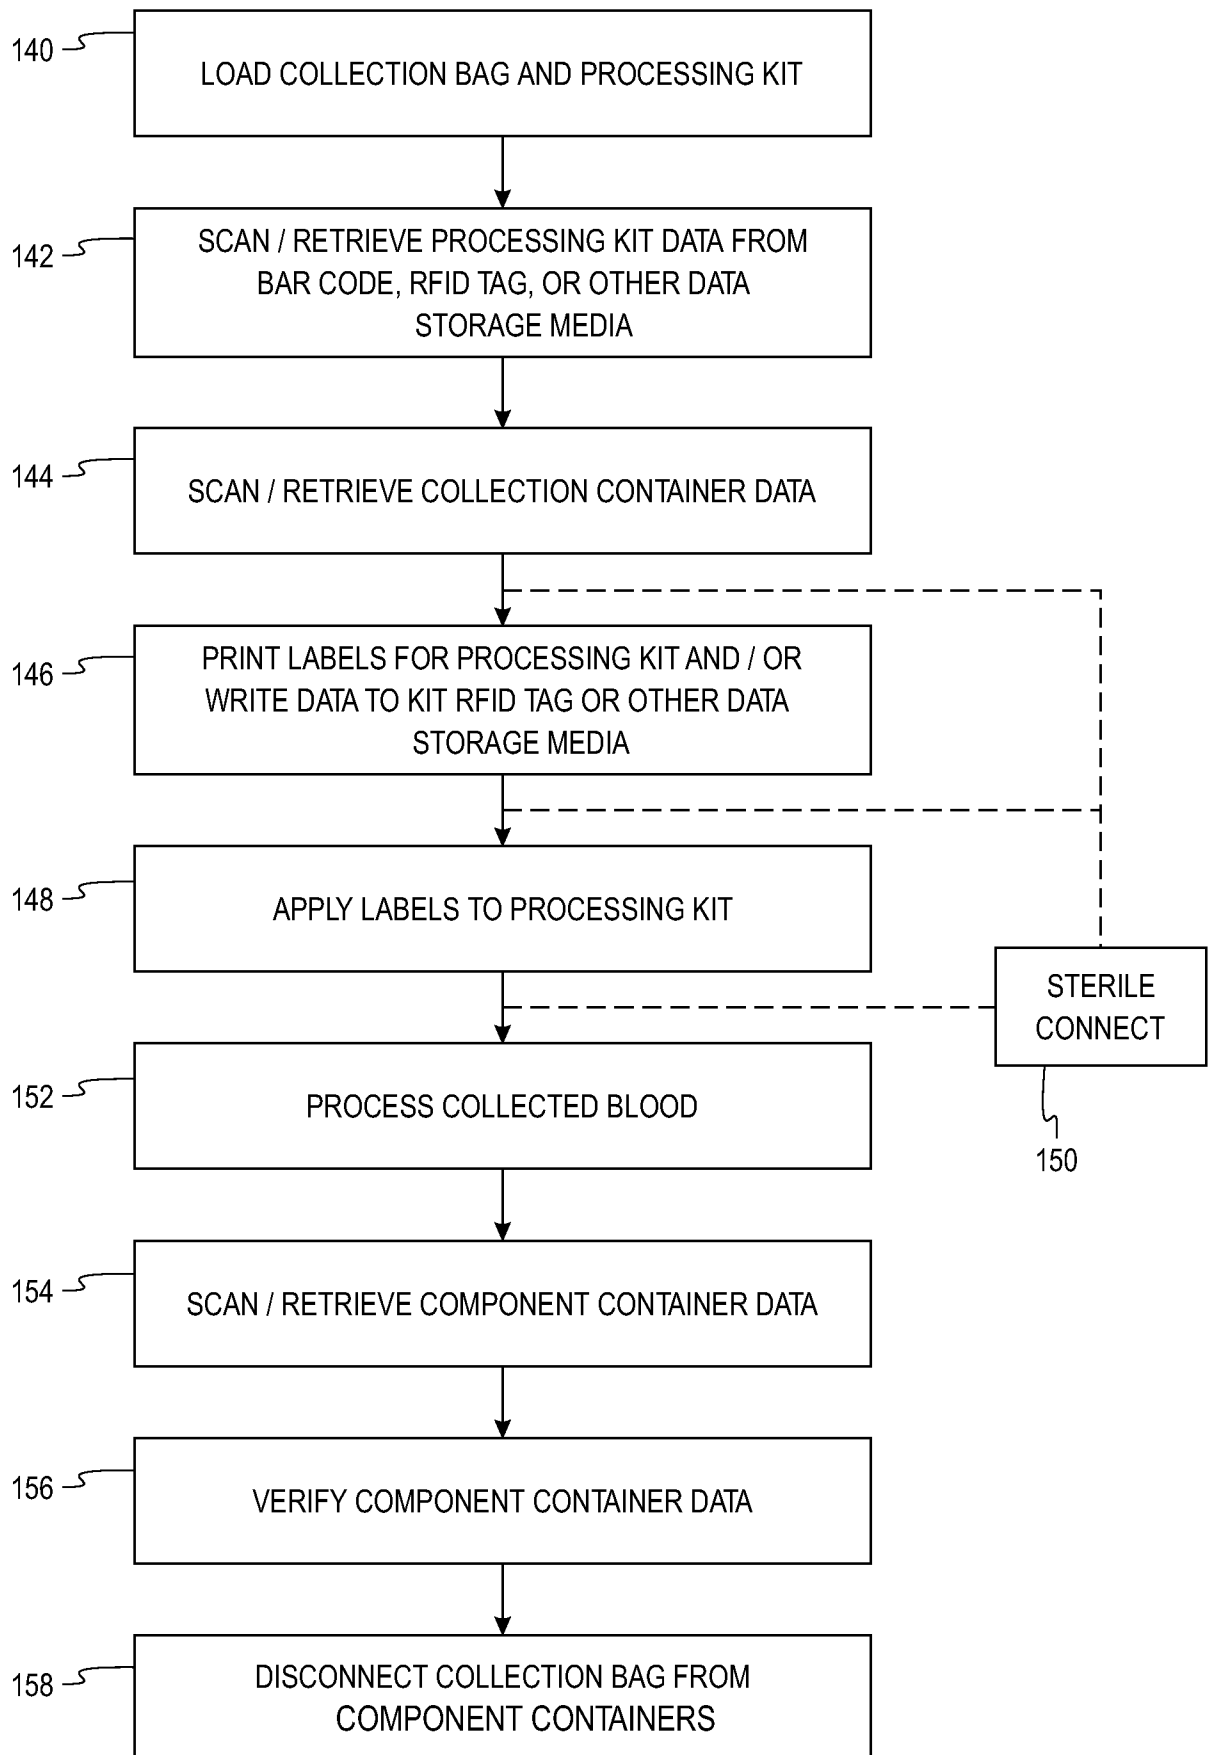 140
LOAD COLLECTION BAG AND PROCESSING KIT
142
SCAN / RETRIEVE PROCESSING KIT DATA FROM
BAR CODE, RFID TAG, OR OTHER DATA
STORAGE MEDIA
144
SCAN / RETRIEVE COLLECTION CONTAINER DATA
146
PRINT LABELS FOR PROCESSING KIT AND / OR
WRITE DATA TO KIT RFID TAG OR OTHER DATA
STORAGE MEDIA
148
APPLY LABELS TO PROCESSING KIT
STERILE
CONNECT
150
152
PROCESS COLLECTED BLOOD
154
SCAN / RETRIEVE COMPONENT CONTAINER DATA
156
VERIFY COMPONENT CONTAINER DATA
158
DISCONNECT COLLECTION BAG FROM
COMPONENT CONTAINERS